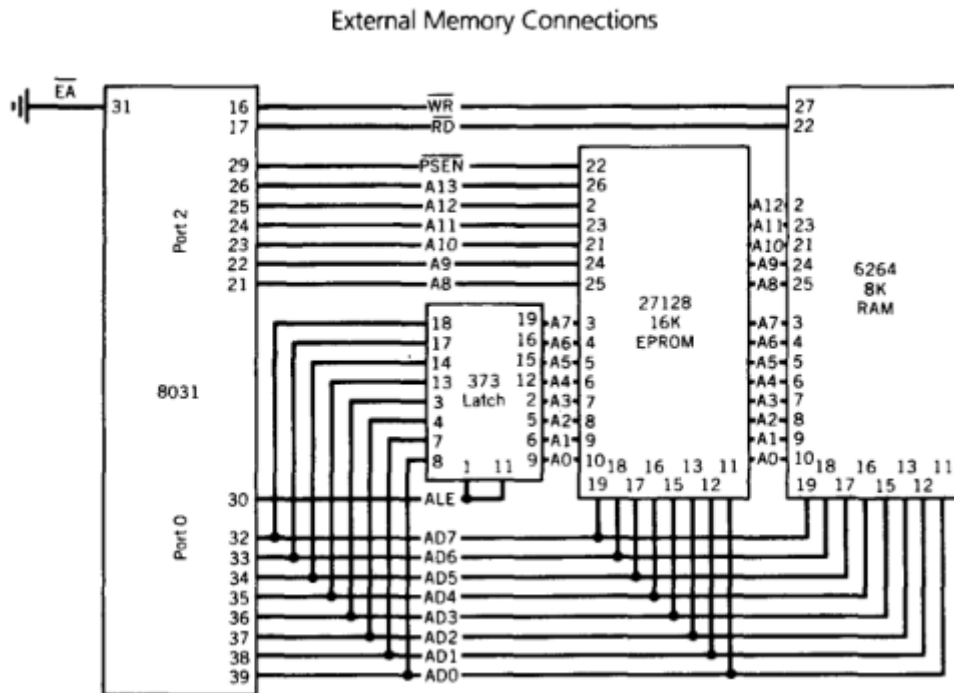 External Memory Connections
EA
31 16 WR 27
17 RD 22
29 PSEN 22
26 A13 26
25 A12 2 A12 2
24 A11 23 A11 23
23 A10 21 A10 21
22 A9 24 A9 24
21 A8 25 A8 25
Port 2
6264
8K
RAM
27128
16K
EPROM
18 19 A7 3 A7 3
17 16 A6 4 A6 4
14 15 A5 5 A5 5
13 12 A4 6 A4 6
3 2 A3 7 A3 7
4 5 A2 8 A2 8
7 6 A1 9 A1 9
8 9 A0 10 A0 10
373
Latch
8031
1 11
18 16 13 11 18 16 13 11
19 17 15 12 19 17 15 12
30 ALE
Port 0
32 AD7
33 AD6
34 AD5
35 AD4
36 AD3
37 AD2
38 AD1
39 AD0